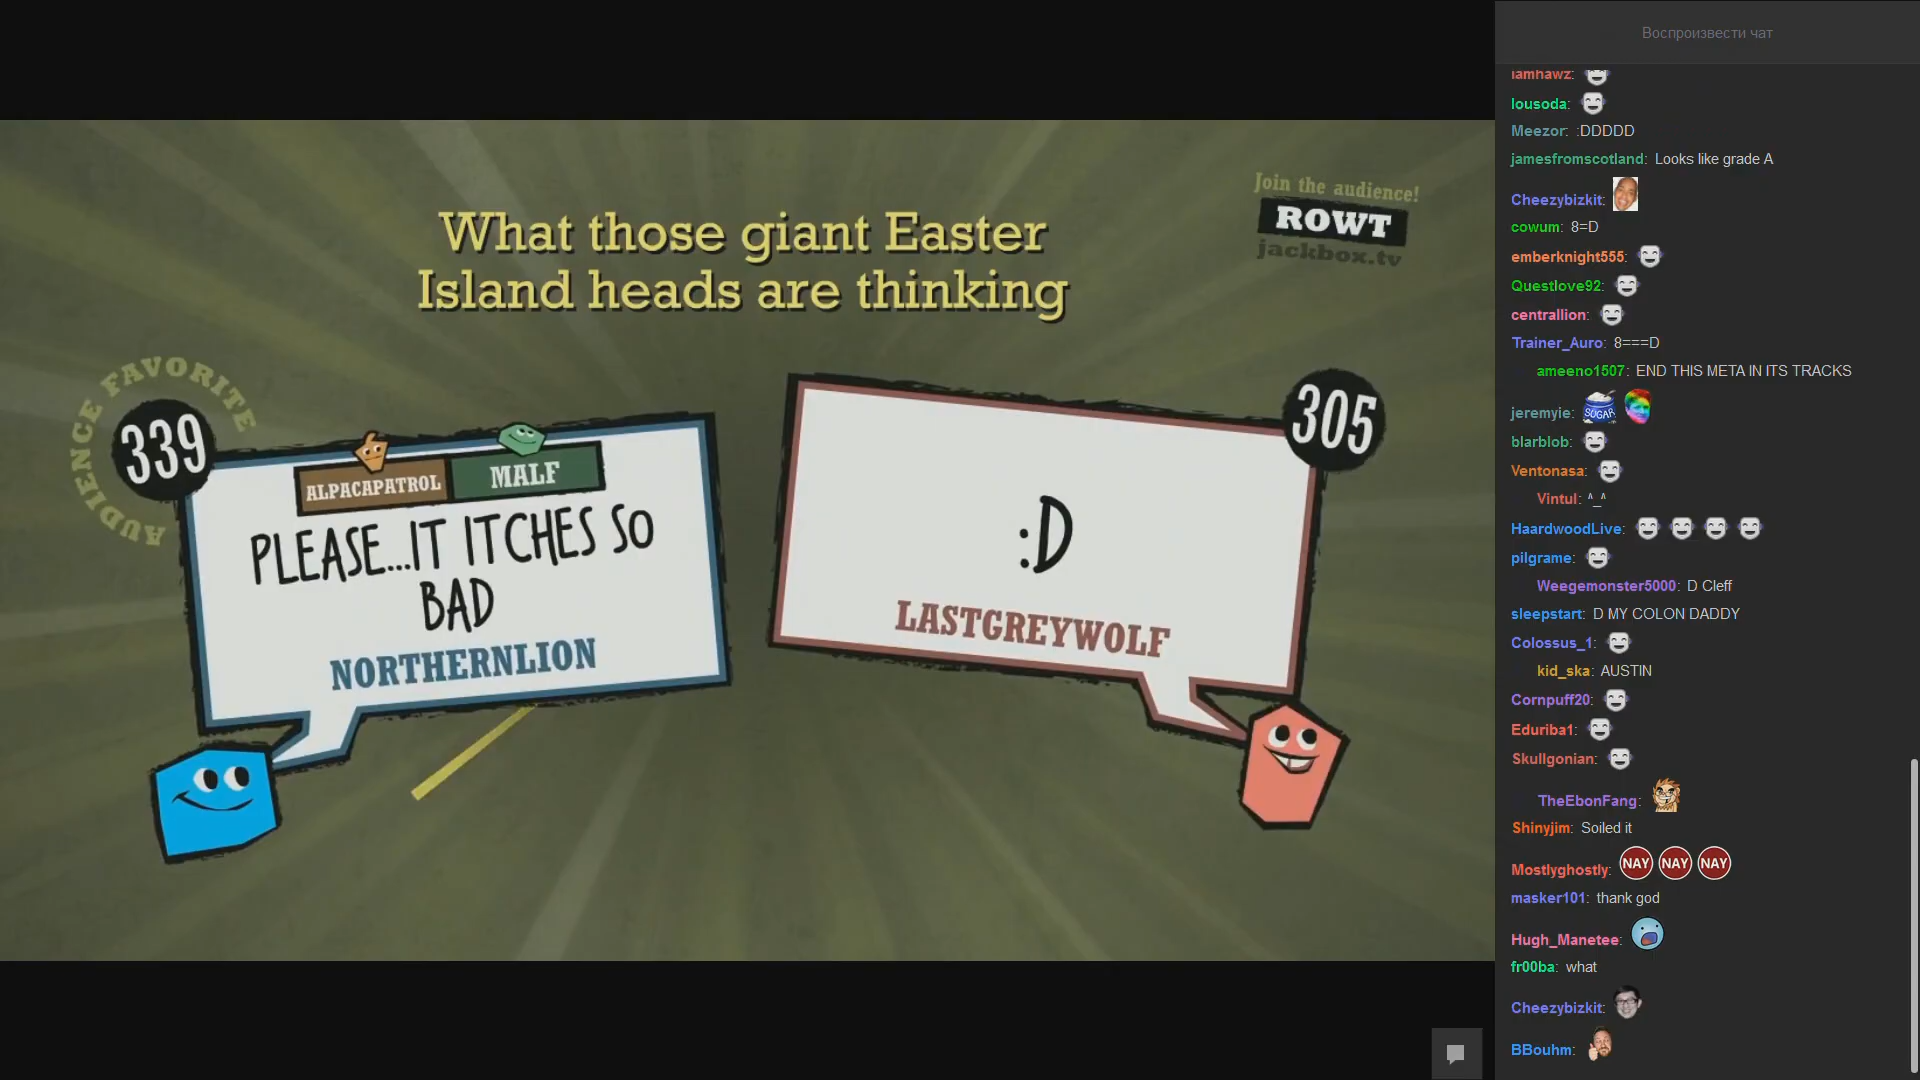 What those giant Easter
Island heads are thinking
Join the audience!
ROWT
jackbox.tv
AUDIENCE FAVORITE
339
ALPACAPATROL
MALF
PLEASE...IT ITCHES SO
BAD
NORTHERNLION
305
:D
LASTGREYWOLF
Воспроизвести чат
iamhawz:
lousoda:
Meezor: :DDDDD
jamesfromscotland: Looks like grade A
Cheezybizkit:
cowum: 8=D
emberknight555:
Questlove92:
centrallion:
Trainer_Auro: 8===D
ameeno1507: END THIS META IN ITS TRACKS
jeremyie: SUGAR
blarblob:
Ventonasa:
Vintul: ^_^
HaardwoodLive:
pilgrame:
Weegemonster5000: D Cleff
sleepstart: D MY COLON DADDY
Colossus_1:
kid_ska: AUSTIN
Cornpuff20:
Eduriba1:
Skullgonian:
TheEbonFang:
Shinyjim: Soiled it
Mostlyghostly: NAY NAY NAY
masker101: thank god
Hugh_Manetee:
fr00ba: what
Cheezybizkit:
BBouhm: